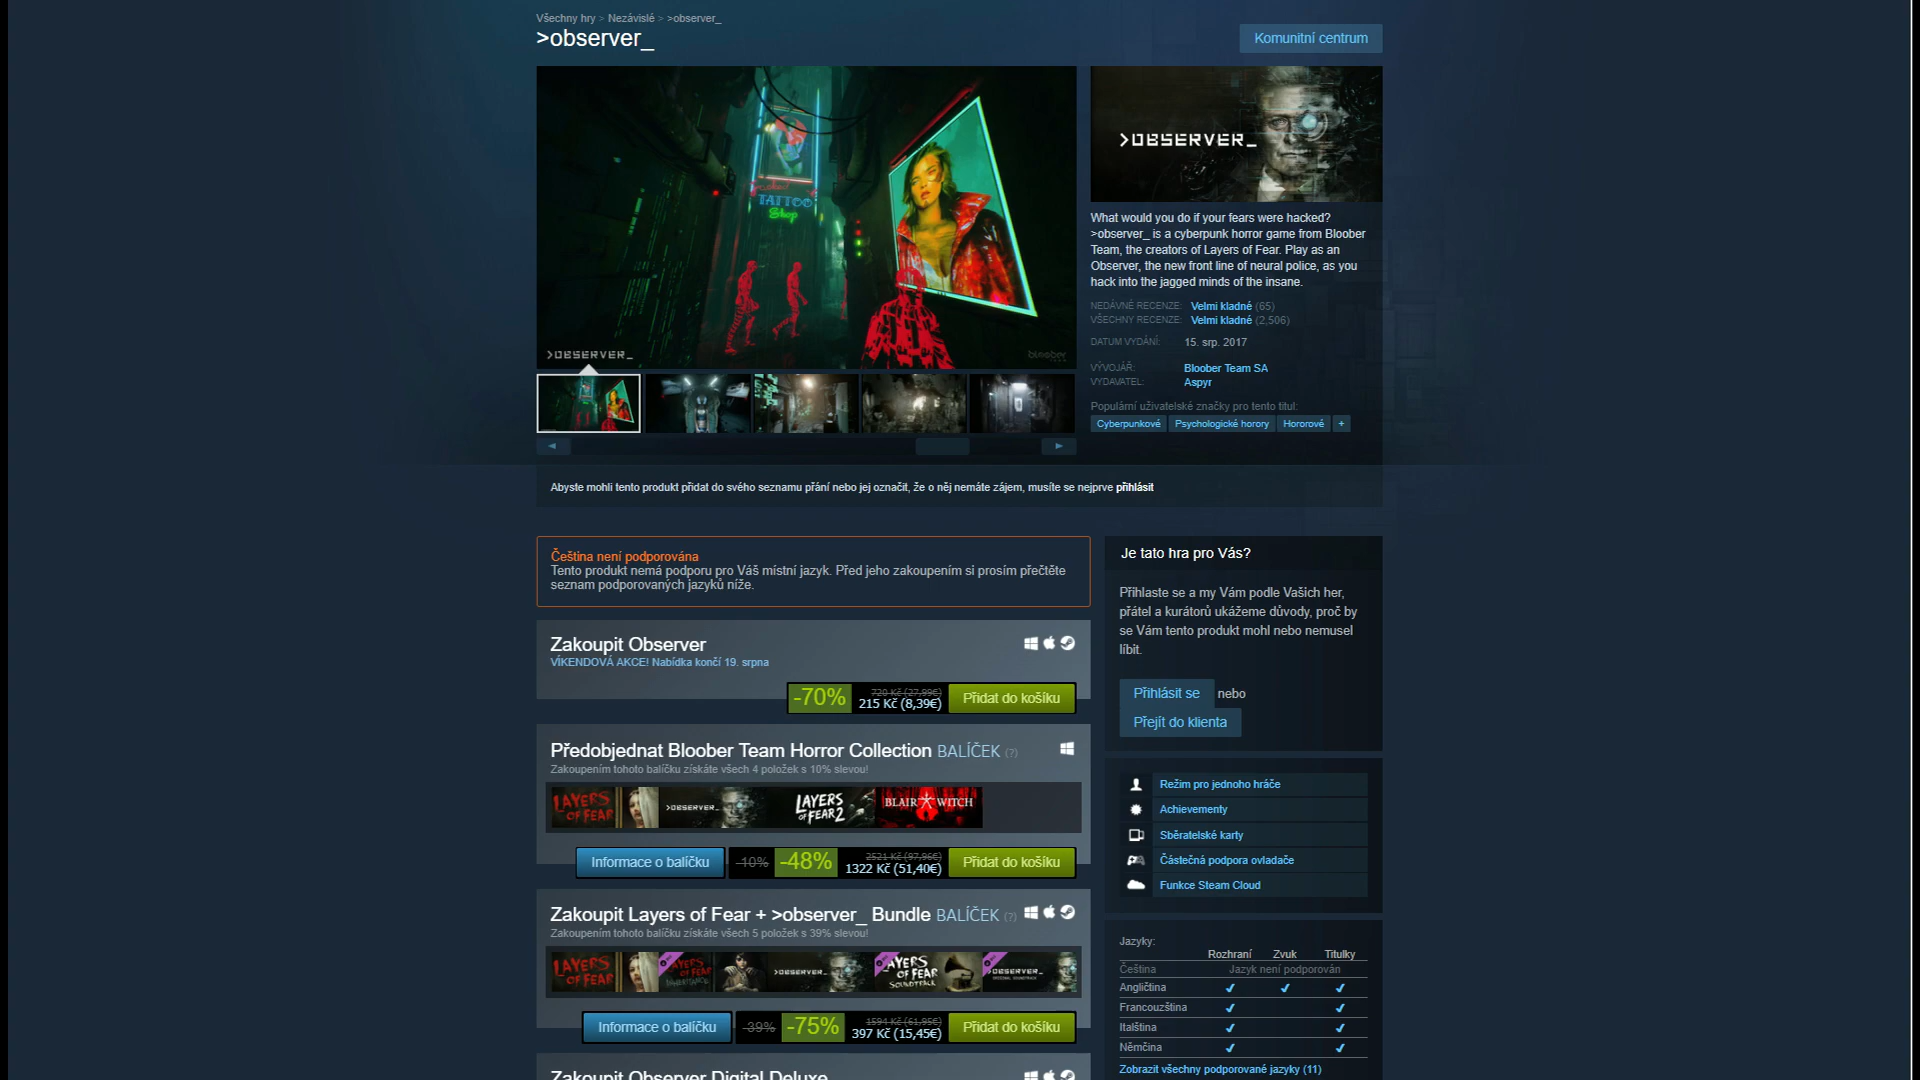 Všechny hry > Nezávislé > >observer_
>observer_
Komunitní centrum
TATTOO
Shop
>OBSERVER_
bloober
>OBSERVER_
What would you do if your fears were hacked?
>observer_ is a cyberpunk horror game from Bloober
Team, the creators of Layers of Fear. Play as an
Observer, the new front line of neural police, as you
hack into the jagged minds of the insane.
NEDÁVNÉ RECENZE: Velmi kladné (65)
VŠECHNY RECENZE: Velmi kladné (2,506)
DATUM VYDÁNÍ: 15. srp. 2017
VÝVOJÁŘ: Bloober Team SA
VYDAVATEL: Aspyr
Populární uživatelské značky pro tento titul:
Cyberpunkové Psychologické horory Hororové +
Abyste mohli tento produkt přidat do svého seznamu přání nebo jej označit, že o něj nemáte zájem, musíte se nejprve přihlásit
Čeština není podporována
Tento produkt nemá podporu pro Váš místní jazyk. Před jeho zakoupením si prosím přečtěte
seznam podporovaných jazyků níže.
Zakoupit Observer
VÍKENDOVÁ AKCE! Nabídka končí 19. srpna
-70% 720 Kč (27,99€) 215 Kč (8,39€) Přidat do košíku
Předobjednat Bloober Team Horror Collection BALÍČEK (?)
Zakoupením tohoto balíčku získáte všech 4 položek s 10% slevou!
LAYERS OF FEAR >OBSERVER_ LAYERS OF FEAR 2 BLAIR WITCH
Informace o balíčku -10% -48% 2521 Kč (97,96€) 1322 Kč (51,40€) Přidat do košíku
Zakoupit Layers of Fear + >observer_ Bundle BALÍČEK (?)
Zakoupením tohoto balíčku získáte všech 5 položek s 39% slevou!
LAYERS OF FEAR LAYERS OF FEAR INHERITANCE >OBSERVER_ LAYERS OF FEAR SOUNDTRACK >OBSERVER_ ORIGINAL SOUNDTRACK
Informace o balíčku -39% -75% 1594 Kč (61,95€) 397 Kč (15,45€) Přidat do košíku
Zakoupit Observer Digital Deluxe
Je tato hra pro Vás?
Přihlaste se a my Vám podle Vašich her,
přátel a kurátorů ukážeme důvody, proč by
se Vám tento produkt mohl nebo nemusel
líbit.
Přihlásit se nebo
Přejít do klienta
Režim pro jednoho hráče
Achievementy
Sběratelské karty
Částečná podpora ovladače
Funkce Steam Cloud
Jazyky:
Rozhraní Zvuk Titulky
Čeština Jazyk není podporován
Angličtina ✔ ✔ ✔
Francouzština ✔ ✔
Italština ✔ ✔
Němčina ✔ ✔
Zobrazit všechny podporované jazyky (11)